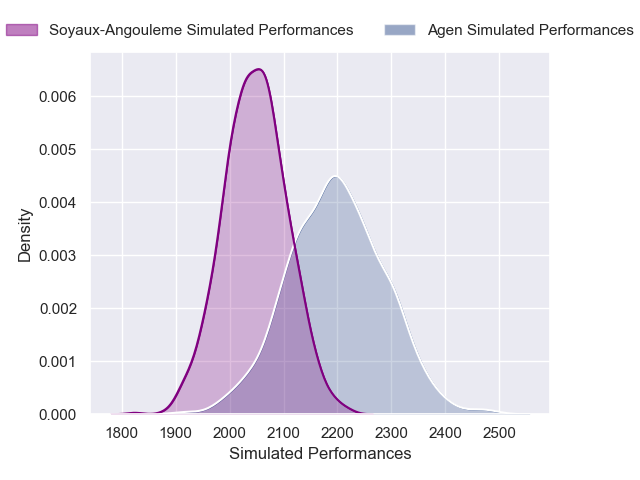 Soyaux-Angouleme Simulated Performances
Agen Simulated Performances
0.006
0.005
0.004
0.003
0.002
0.001
0.000
Density
1800 1900 2000 2100 2200 2300 2400 2500
Simulated Performances